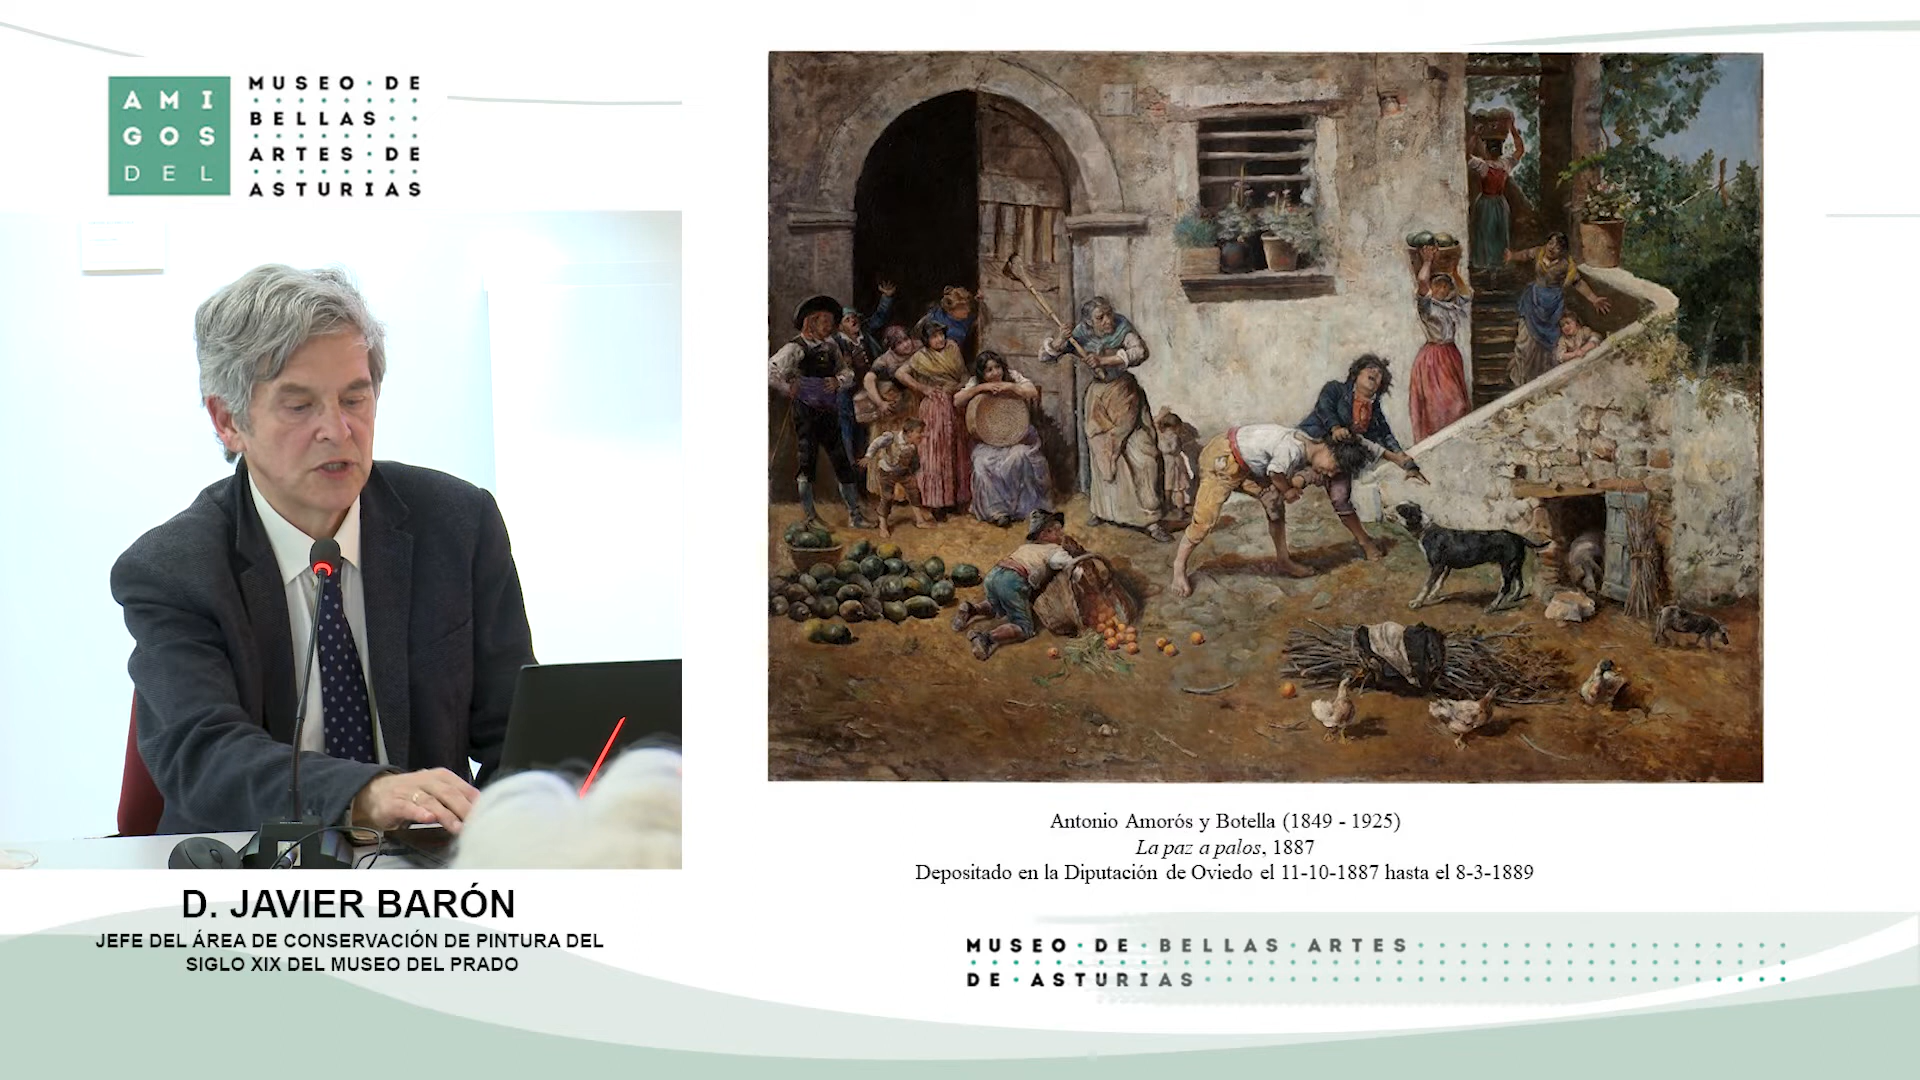 AMI
GOS
DEL
MUSEO·DE
BELLAS
ARTES·DE
ASTURIAS
D. JAVIER BARÓN
JEFE DEL ÁREA DE CONSERVACIÓN DE PINTURA DEL
SIGLO XIX DEL MUSEO DEL PRADO
Antonio Amorós y Botella (1849 - 1925)
La paz a palos, 1887
Depositado en la Diputación de Oviedo el 11-10-1887 hasta el 8-3-1889
MUSEO·DE·BELLAS·ARTES
DE·ASTURIAS